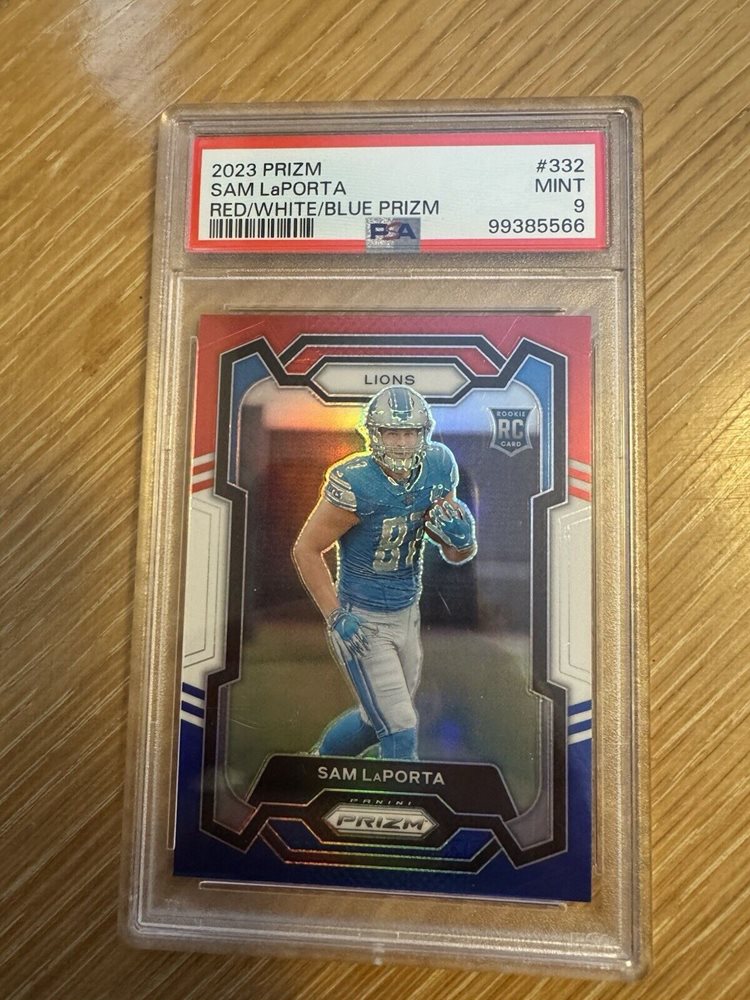 2023 PRIZM #332
SAM LaPORTA MINT
RED/WHITE/BLUE PRIZM 9
PSA 99385566
LIONS
ROOKIE
RC
CARD
87
SAM LaPORTA
PANINI
PRIZM